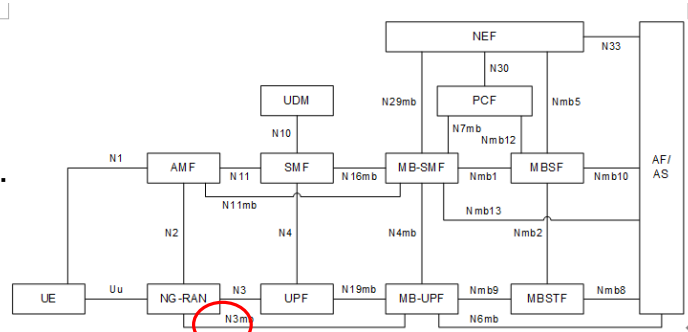 NEF
N33
N30
UDM
N29mb
PCF
Nmb5
N10
N7mb
Nmb12
N1
AMF
N11
SMF
N16mb
MB-SMF
Nmb1
MBSF
Nmb10
AF/
AS
N11mb
Nmb13
N2
N4
N4mb
Nmb2
UE
Uu
NG-RAN
N3
UPF
N19mb
MB-UPF
Nmb9
MBSTF
Nmb8
N3mb
N6mb